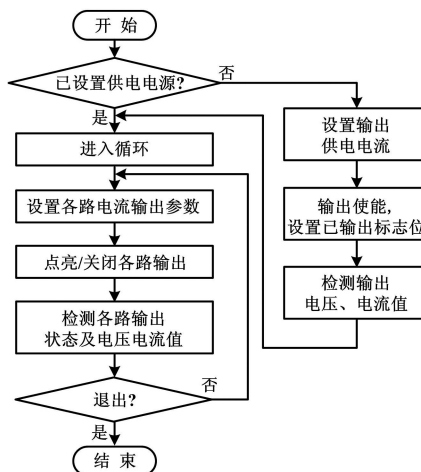 开 始
已设置供电电源?
否
是
设置输出
供电电流
进入循环
设置各路电流输出参数
输出使能,
设置已输出标志位
点亮/关闭各路输出
检测输出
电压、电流值
检测各路输出
状态及电压电流值
否
退出?
是
结 束